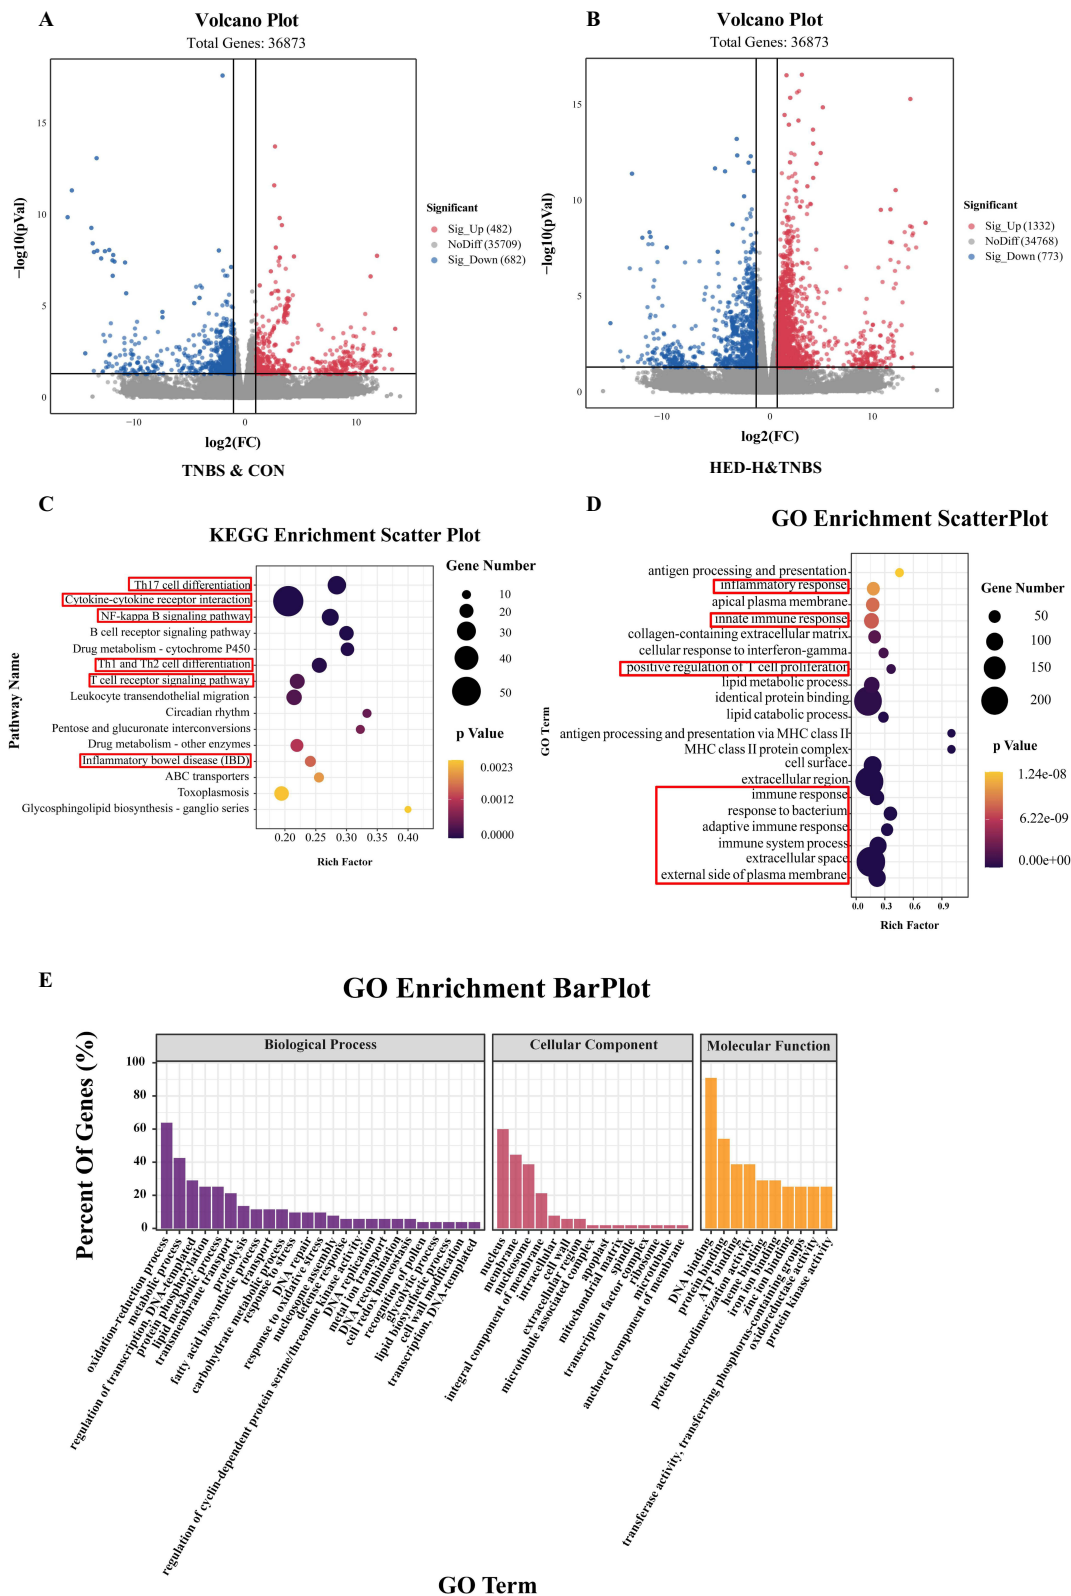 A
Volcano Plot
Total Genes: 36873
−log10(pVal)
15
10
5
0
−10
0
10
log2(FC)
TNBS & CON
Significant
Sig_Up (482)
NoDiff (35709)
Sig_Down (682)
B
Volcano Plot
Total Genes: 36873
−log10(pVal)
15
10
5
0
−10
0
10
log2(FC)
HED-H&TNBS
Significant
Sig_Up (1332)
NoDiff (34768)
Sig_Down (773)
C
KEGG Enrichment Scatter Plot
Pathway Name
Th17 cell differentiation
Cytokine-cytokine receptor interaction
NF-kappa B signaling pathway
B cell receptor signaling pathway
Drug metabolism - cytochrome P450
Th1 and Th2 cell differentiation
T cell receptor signaling pathway
Leukocyte transendothelial migration
Circadian rhythm
Pentose and glucuronate interconversions
Drug metabolism - other enzymes
Inflammatory bowel disease (IBD)
ABC transporters
Toxoplasmosis
Glycosphingolipid biosynthesis - ganglio series
0.20
0.25
0.30
0.35
0.40
Rich Factor
Gene Number
10
20
30
40
50
p Value
0.0023
0.0012
0.0000
D
GO Enrichment ScatterPlot
GO Term
antigen processing and presentation
inflammatory response
apical plasma membrane
innate immune response
collagen-containing extracellular matrix
cellular response to interferon-gamma
positive regulation of T cell proliferation
lipid metabolic process
identical protein binding
lipid catabolic process
antigen processing and presentation via MHC class II
MHC class II protein complex
cell surface
extracellular region
immune response
response to bacterium
adaptive immune response
immune system process
extracellular space
external side of plasma membrane
0.0
0.3
0.6
0.9
Rich Factor
Gene Number
50
100
150
200
p Value
1.24e-08
6.22e-09
0.00e+00
E
GO Enrichment BarPlot
Percent Of Genes (%)
100
80
60
40
20
0
Biological Process
Cellular Component
Molecular Function
oxidation-reduction process
metabolic process
regulation of transcription, DNA-templated
protein phosphorylation
lipid metabolic process
transmembrane transport
proteolysis
fatty acid biosynthetic process
transport
carbohydrate metabolic process
response to stress
DNA repair
response to oxidative stress
nucleosome assembly
defense response
regulation of cyclin-dependent protein serine/threonine kinase activity
DNA replication
metal ion transport
DNA recombination
cell redox homeostasis
recognition of pollen
glycolytic process
lipid biosynthetic process
cell wall modification
transcription, DNA-templated
nucleus
membrane
nucleosome
integral component of membrane
intracellular
cell wall
extracellular region
microtubule associated complex
apoplast
mitochondrial matrix
spindle
transcription factor complex
ribosome
microtubule
anchored component of membrane
DNA binding
protein binding
ATP binding
protein heterodimerization activity
heme binding
iron ion binding
zinc ion binding
transferase activity, transferring phosphorus-containing groups
oxidoreductase activity
protein kinase activity
GO Term